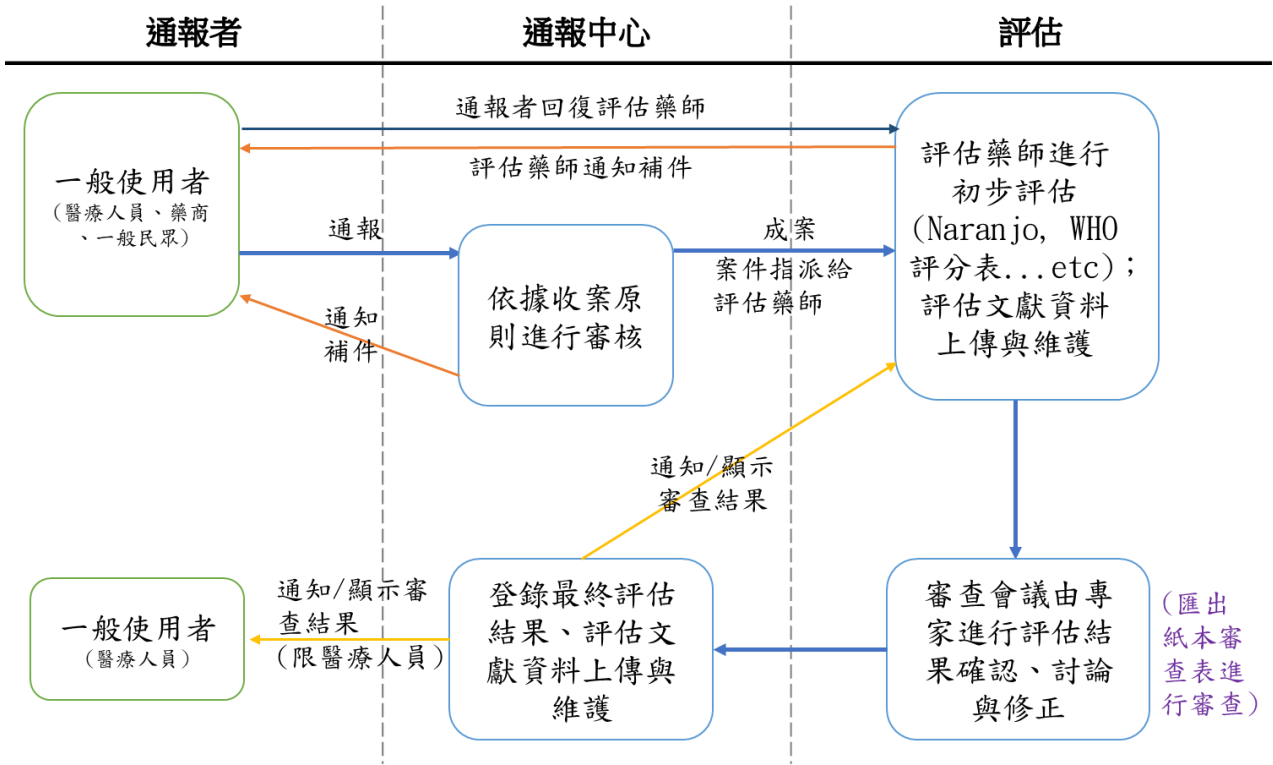 通報者
通報中心
評估
通報者回復評估藥師
評估藥師通知補件
一般使用者
(醫療人員、藥商
、一般民眾)
通報
通知
補件
依據收案原
則進行審核
成案
案件指派給
評估藥師
評估藥師進行
初步評估
(Naranjo, WHO
評分表...etc)；
評估文獻資料
上傳與維護
通知/顯示
審查結果
一般使用者
(醫療人員)
通知/顯示審
查結果
(限醫療人員)
登錄最終評估
結果、評估文
獻資料上傳與
維護
審查會議由專
家進行評估結
果確認、討論
與修正
(匯出
紙本審
查表進
行審查)